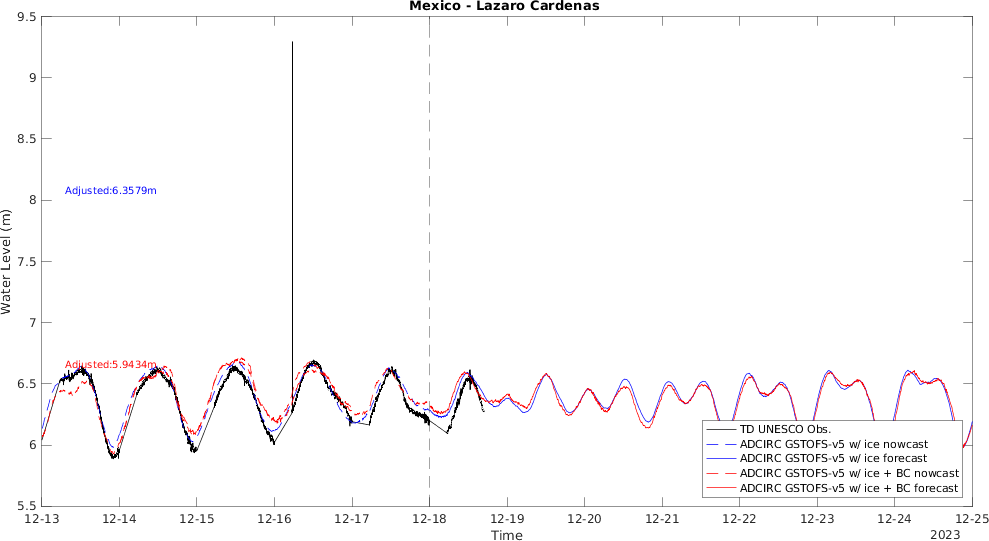 Mexico - Lazaro Cardenas
9.5
9
8.5
8
7.5
7
6.5
6
5.5
Water Level (m)
Adjusted:6.3579m
Adjusted:5.9434m
TD UNESCO Obs.
ADCIRC GSTOFS-v5 w/ ice nowcast
ADCIRC GSTOFS-v5 w/ ice forecast
ADCIRC GSTOFS-v5 w/ ice + BC nowcast
ADCIRC GSTOFS-v5 w/ ice + BC forecast
12-13 12-14 12-15 12-16 12-17 12-18 12-19 12-20 12-21 12-22 12-23 12-24 12-25
Time
2023